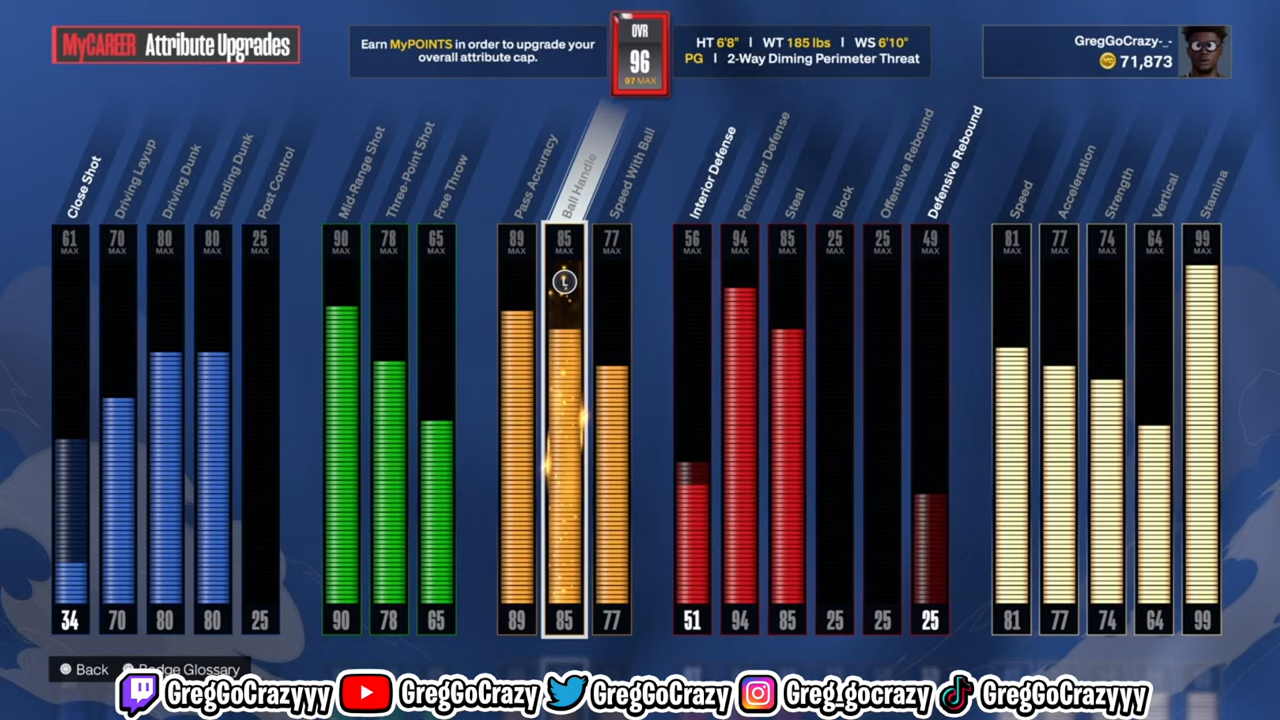 MyCAREER Attribute Upgrades
Earn MyPOINTS in order to upgrade your
overall attribute cap.
OVR
96
97 MAX
HT 6'8" | WT 185 lbs | WS 6'10"
PG | 2-Way Diming Perimeter Threat
GregGoCrazy-_-
VC 71,873
Close Shot
Driving Layup
Driving Dunk
Standing Dunk
Post Control
Mid-Range Shot
Three-Point Shot
Free Throw
Pass Accuracy
Ball Handle
Speed With Ball
Interior Defense
Perimeter Defense
Steal
Block
Offensive Rebound
Defensive Rebound
Speed
Acceleration
Strength
Vertical
Stamina
61 70 80 80 25 90 78 65 89 85 77 56 94 85 25 25 49 81 77 74 64 99
MAX MAX MAX MAX MAX MAX MAX MAX MAX MAX MAX MAX MAX MAX MAX MAX MAX MAX MAX MAX MAX MAX
L
34 70 80 80 25 90 78 65 89 85 77 51 94 85 25 25 25 81 77 74 64 99
Back Badge Glossary
GregGoCrazyyy GregGoCrazy GregGoCrazy Greg_gocrazy GregGoCrazyyy